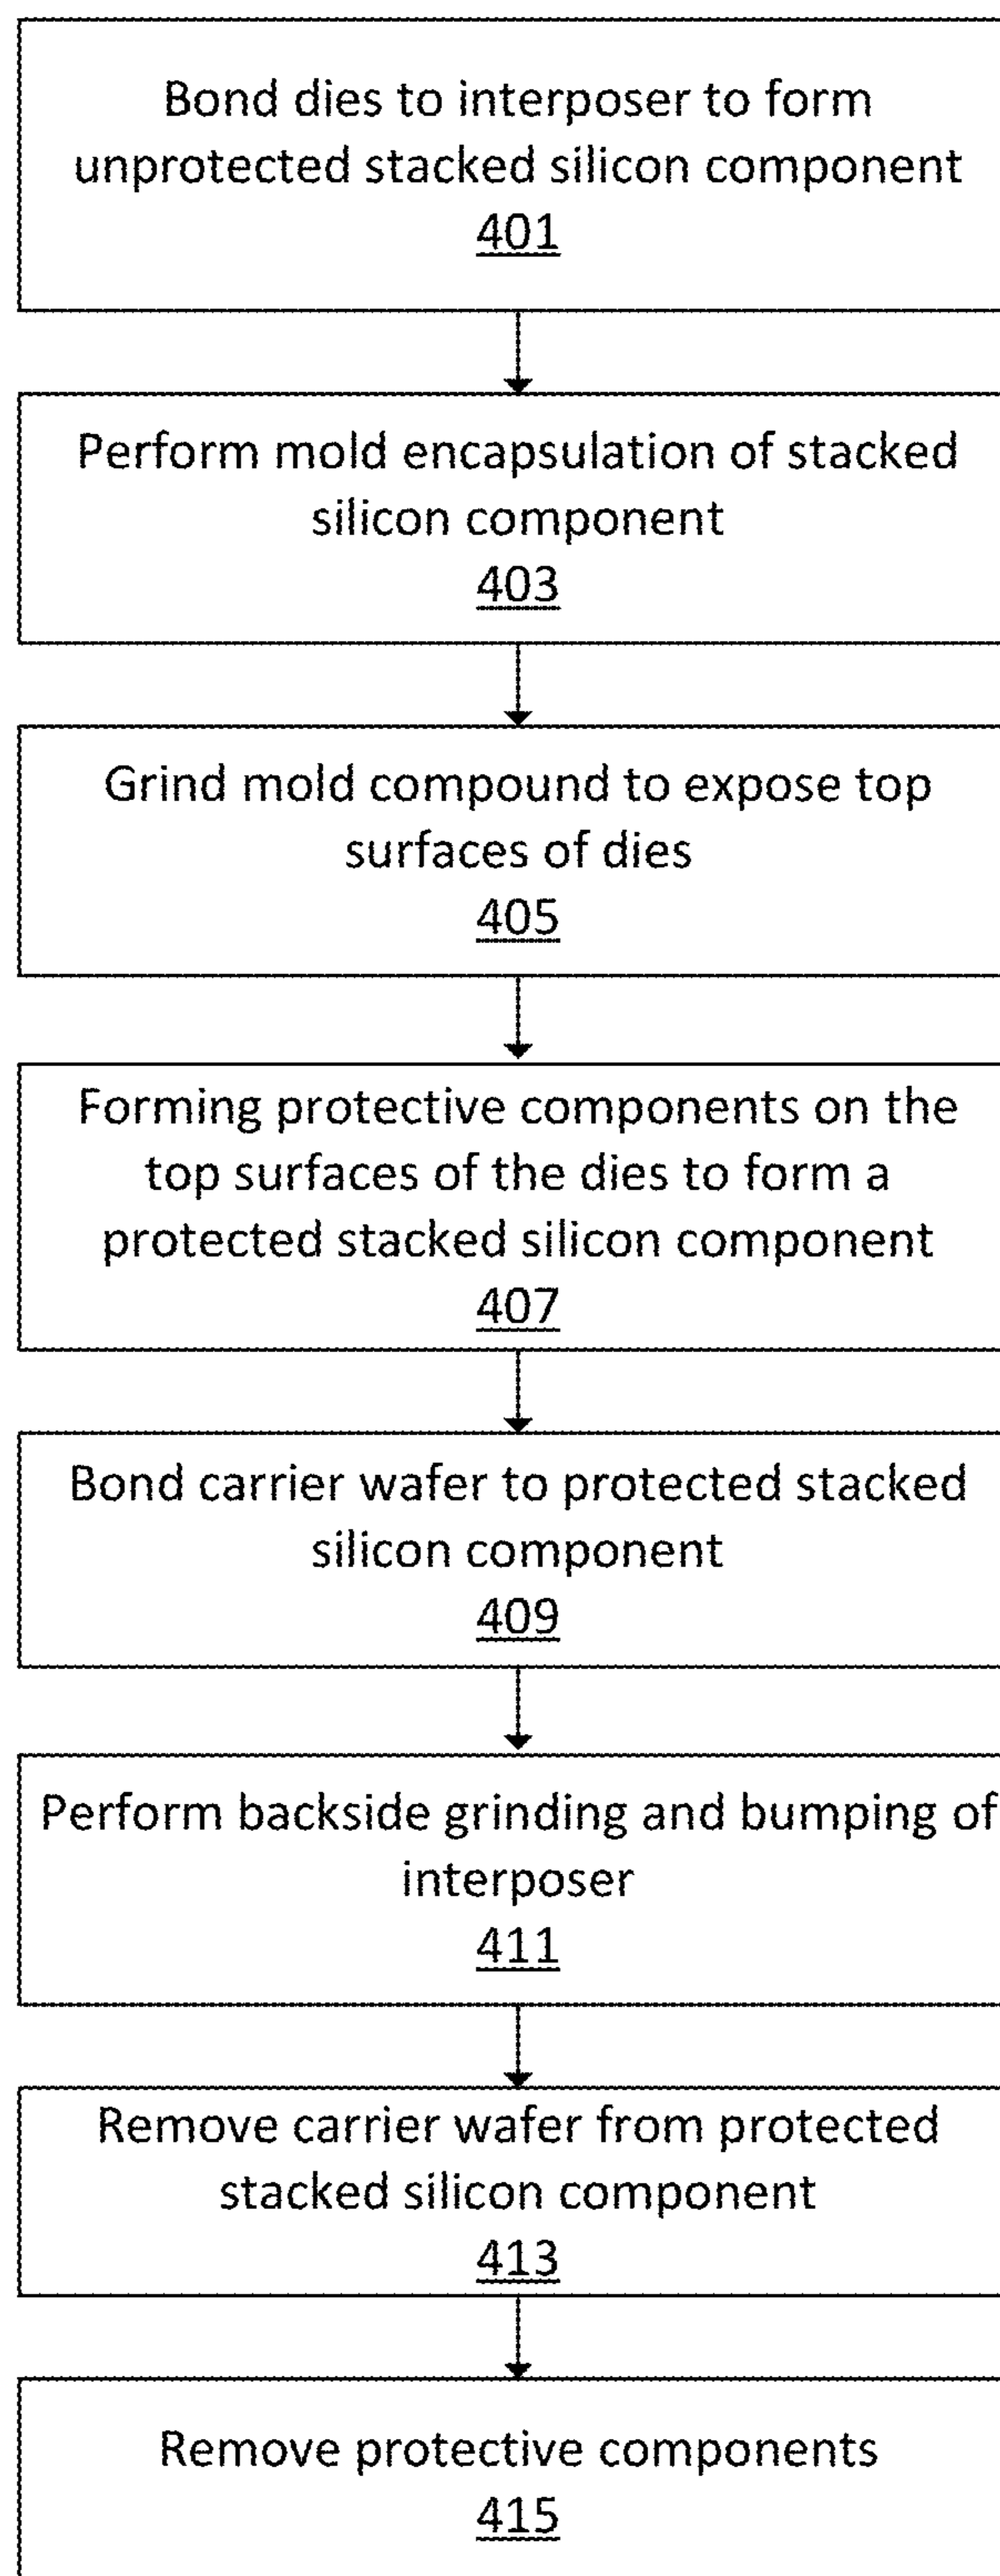 Bond dies to interposer to form
unprotected stacked silicon component
401
Perform mold encapsulation of stacked
silicon component
403
Grind mold compound to expose top
surfaces of dies
405
Forming protective components on the
top surfaces of the dies to form a
protected stacked silicon component
407
Bond carrier wafer to protected stacked
silicon component
409
Perform backside grinding and bumping of
interposer
411
Remove carrier wafer from protected
stacked silicon component
413
Remove protective components
415